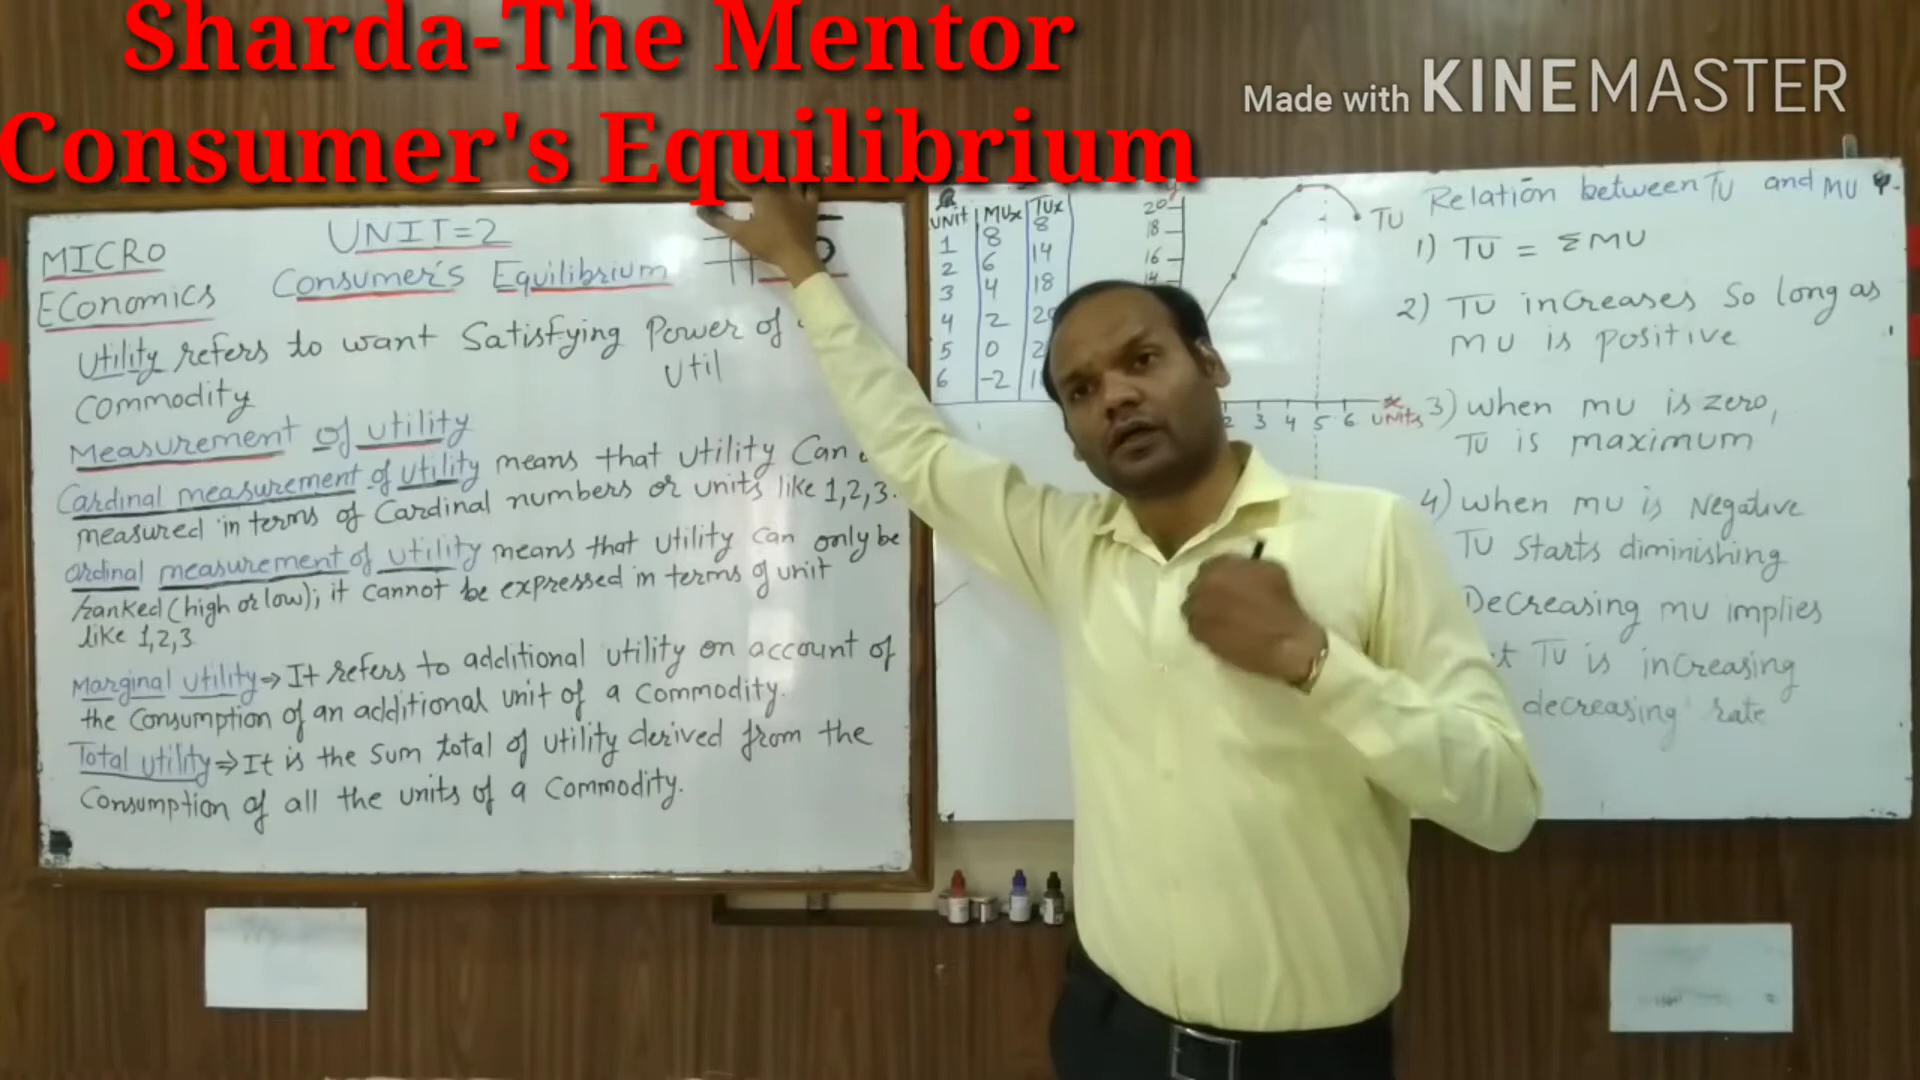 Sharda-The Mentor
Consumer's Equilibrium
Made with KINEMASTER
MICRO
ECONOMICS
UNIT=2
Consumer's Equilibrium
Utility refers to want Satisfying Power of
Commodity
Util
Measurement of utility
Cardinal measurement of utility means that utility Can
measured in terms of Cardinal numbers or units like 1,2,3.
ordinal measurement of utility means that utility can only be
ranked (high or low); it cannot be expressed in terms of unit
like 1,2,3
Marginal utility ⇒ It refers to additional utility on account of
the Consumption of an additional unit of a Commodity.
Total utility ⇒ It is the sum total of utility derived from the
Consumption of all the units of a Commodity.
UNIT MUx TUx
1 8 8
2 6 14
3 4 18
4 2
5 0
6 -2
20
18
16
14
TU
2 3 4 5 6 x
UNITS
Relation between TU and MU
1) TU = ΣMU
2) TU increases So long as
MU is positive
3) when MU is zero,
TU is maximum
4) when MU is Negative
TU Starts diminishing
Decreasing MU implies
TU is increasing
decreasing rate